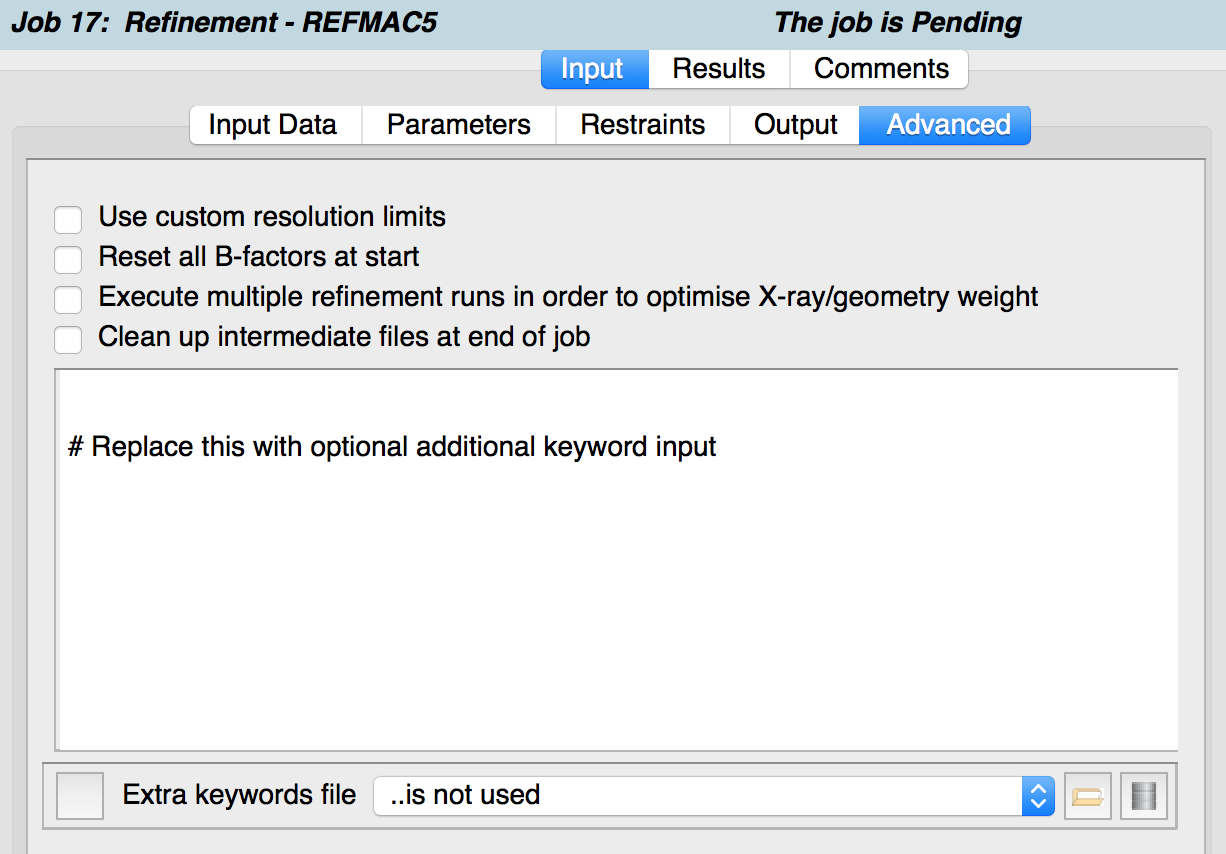 Job 17: Refinement - REFMAC5 The job is Pending
Input Results Comments
Input Data Parameters Restraints Output Advanced
Use custom resolution limits
Reset all B-factors at start
Execute multiple refinement runs in order to optimise X-ray/geometry weight
Clean up intermediate files at end of job
# Replace this with optional additional keyword input
Extra keywords file ..is not used